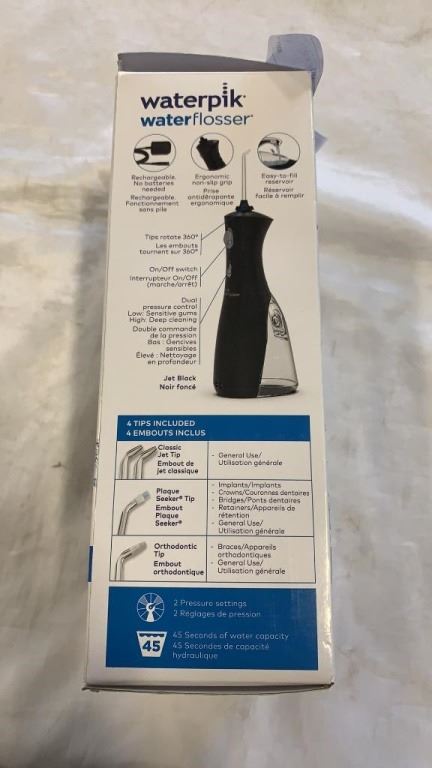 waterpik®
waterflosser®
Rechargeable.
No batteries
needed
Rechargeable.
Fonctionnement
sans pile
Ergonomic
non-slip grip
Prise
antidérapante
ergonomique
Easy-to-fill
reservoir
Réservoir
facile à remplir
Tips rotate 360°
Les embouts
tournent sur 360°
On/Off switch
Interrupteur On/Off
(marche/arrêt)
Dual
pressure control
Low: Sensitive gums
High: Deep cleaning
Double commande
de la pression
Bas : Gencives
sensibles
Élevé : Nettoyage
en profondeur
Jet Black
Noir foncé
4 TIPS INCLUDED
4 EMBOUTS INCLUS
Classic
Jet Tip
Embout de
jet classique
- General Use/
Utilisation générale
Plaque
Seeker® Tip
Embout
Plaque
Seeker®
- Implants/Implants
- Crowns/Couronnes dentaires
- Bridges/Ponts dentaires
- Retainers/Appareils de
rétention
- General Use/
Utilisation générale
Orthodontic
Tip
Embout
orthodontique
- Braces/Appareils
orthodontiques
- General Use/
Utilisation générale
2 Pressure settings
2 Réglages de pression
45
45 Seconds of water capacity
45 Secondes de capacité
hydraulique